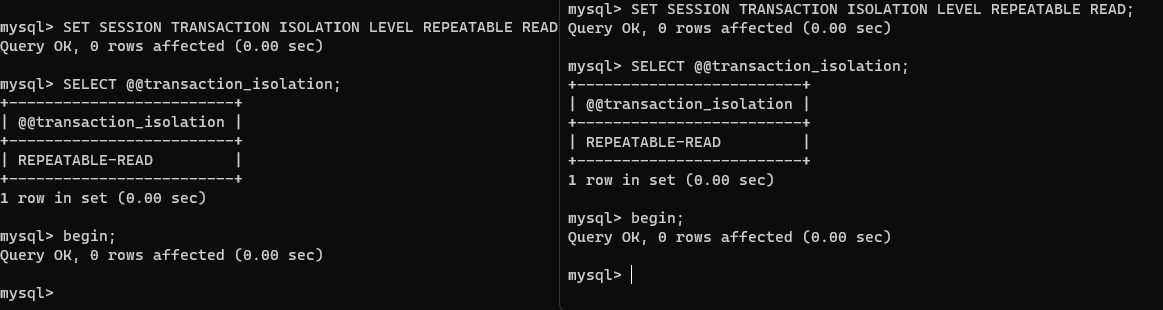 mysql> SET SESSION TRANSACTION ISOLATION LEVEL REPEATABLE READ
Query OK, 0 rows affected (0.00 sec)
mysql> SELECT @@transaction_isolation;
+-------------------------+
| @@transaction_isolation |
+-------------------------+
| REPEATABLE-READ         |
+-------------------------+
1 row in set (0.00 sec)
mysql> begin;
Query OK, 0 rows affected (0.00 sec)
mysql>
mysql> SET SESSION TRANSACTION ISOLATION LEVEL REPEATABLE READ;
Query OK, 0 rows affected (0.00 sec)
mysql> SELECT @@transaction_isolation;
+-------------------------+
| @@transaction_isolation |
+-------------------------+
| REPEATABLE-READ         |
+-------------------------+
1 row in set (0.00 sec)
mysql> begin;
Query OK, 0 rows affected (0.00 sec)
mysql>